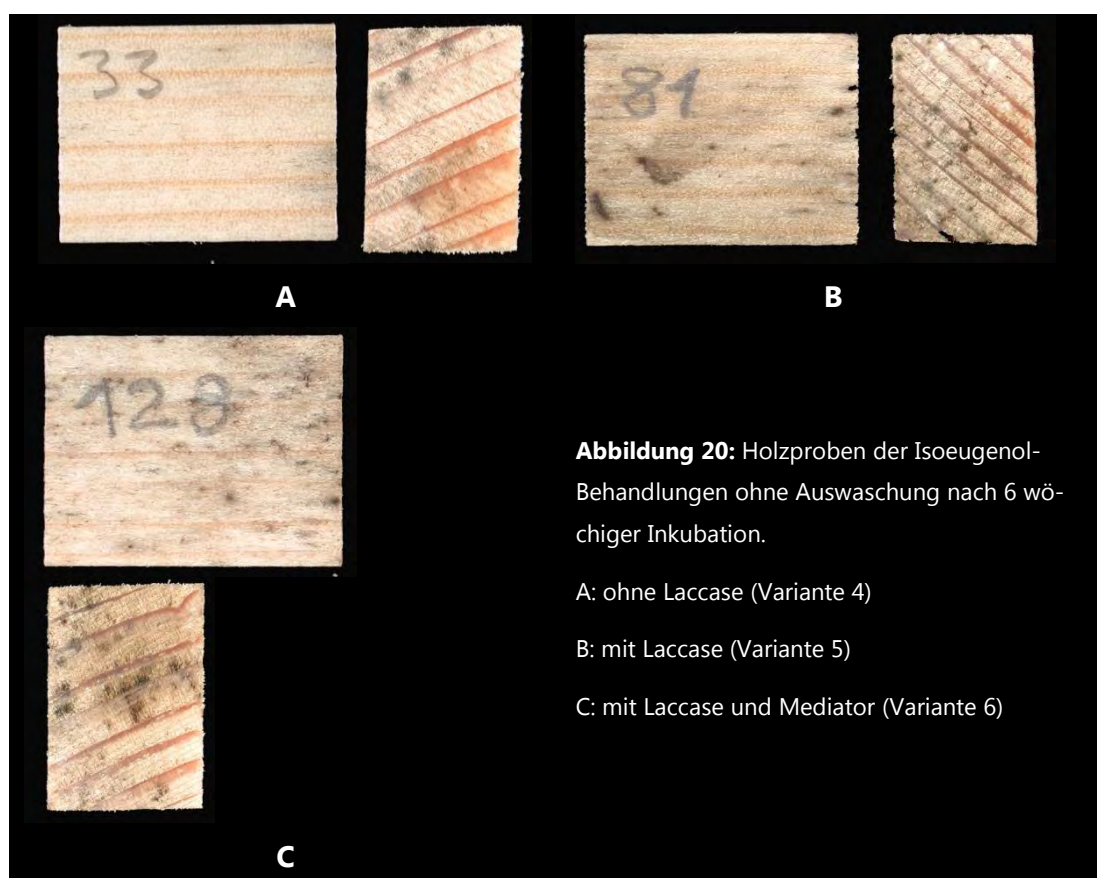 33
81
A
B
128
Abbildung 20: Holzproben der Isoeugenol-
Behandlungen ohne Auswaschung nach 6 wö-
chiger Inkubation.
A: ohne Laccase (Variante 4)
B: mit Laccase (Variante 5)
C: mit Laccase und Mediator (Variante 6)
C